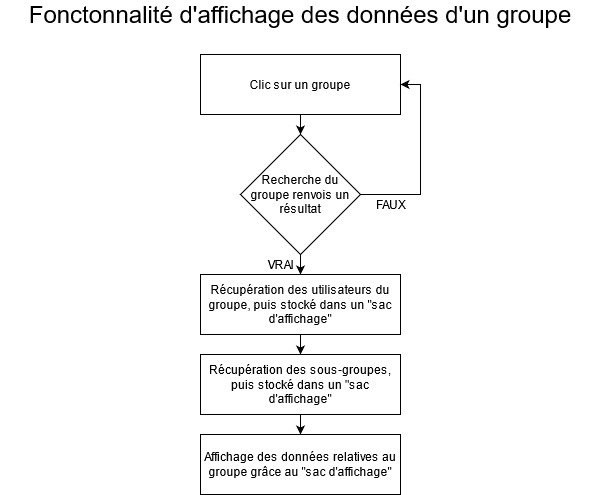 Fonctonnalité d'affichage des données d'un groupe
Clic sur un groupe
Recherche du
groupe renvois un
résultat
FAUX
VRAI
Récupération des utilisateurs du
groupe, puis stocké dans un "sac
d'affichage"
Récupération des sous-groupes,
puis stocké dans un "sac
d'affichage"
Affichage des données relatives au
groupe grâce au "sac d'affichage"